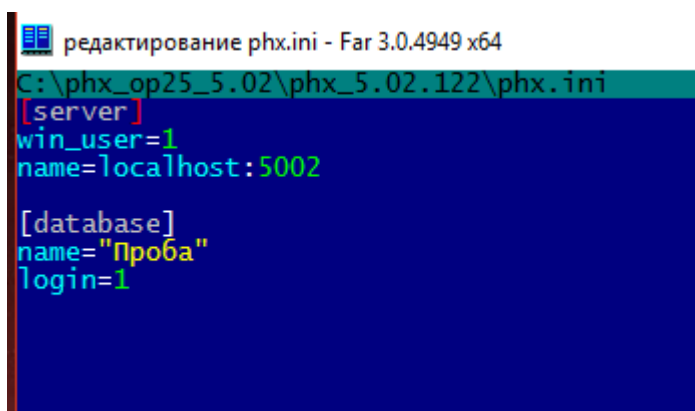 редактирование phx.ini - Far 3.0.4949 x64
C:\phx_op25_5.02\phx_5.02.122\phx.ini
[server]
win_user=1
name=localhost:5002
[database]
name="Проба"
login=1